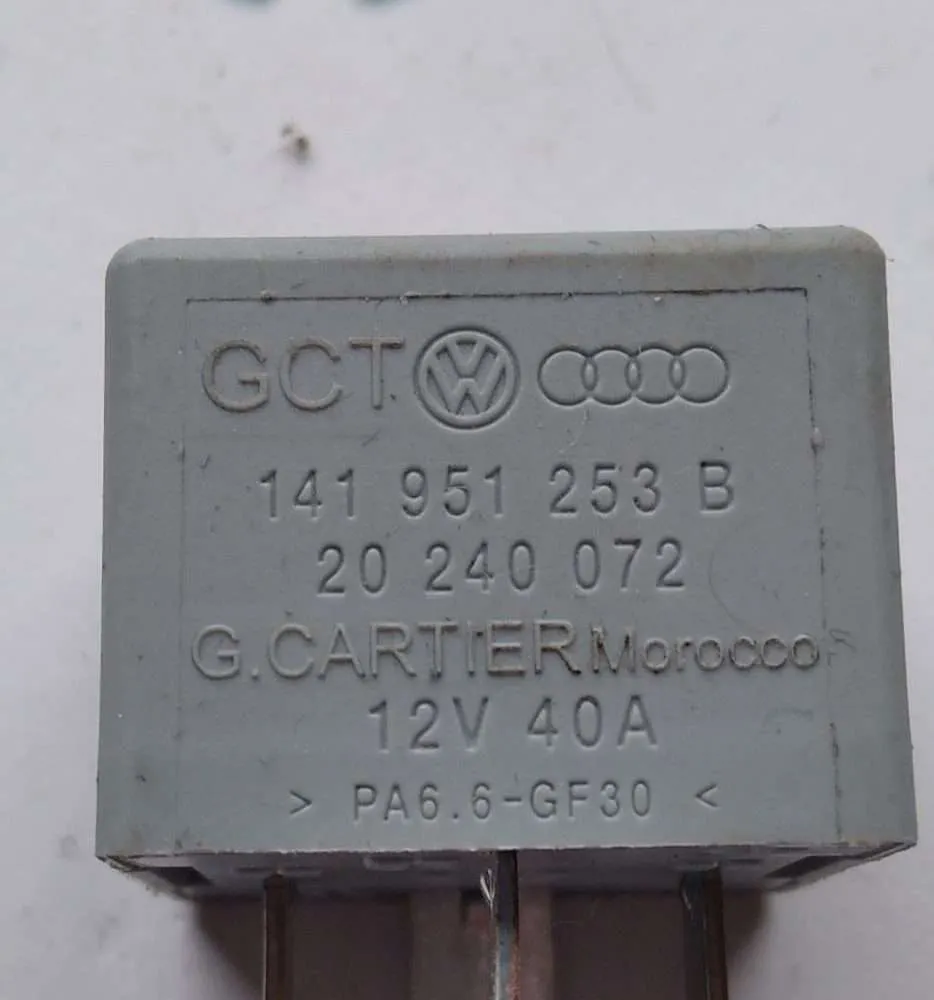 GCT
141 951 253 B
20 240 072
G.CARTIER Morocco
12V 40A
> PA6.6-GF30 <